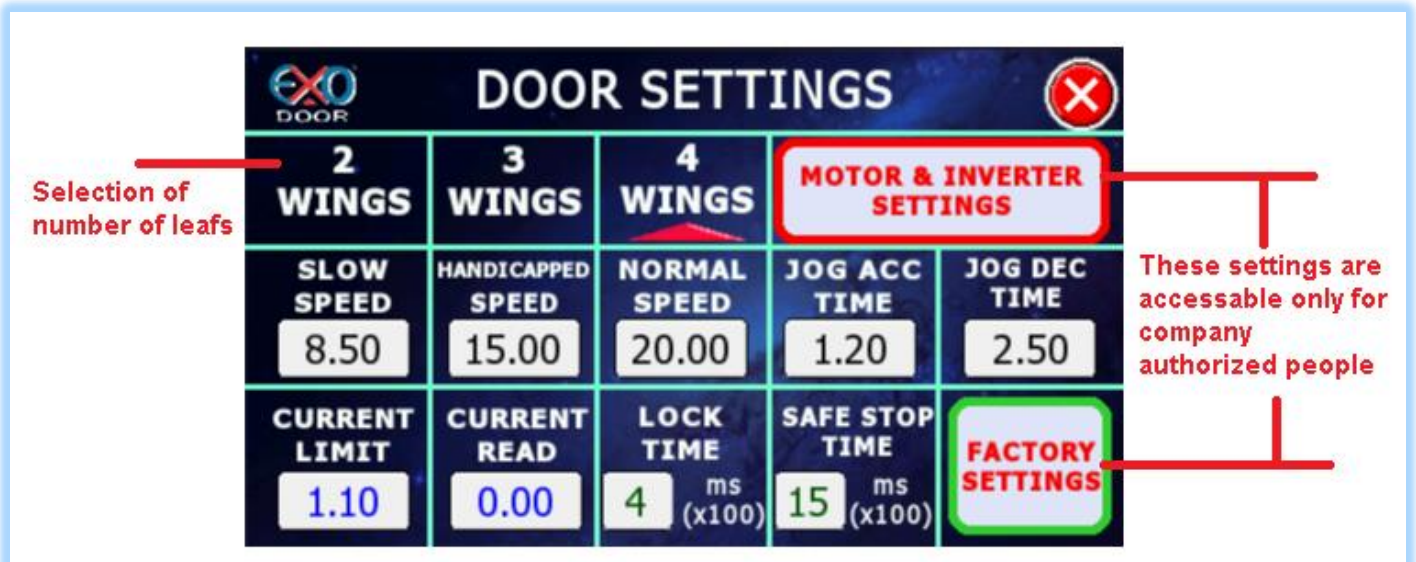 EXO
DOOR
DOOR SETTINGS
Selection of
number of leafs
2
WINGS
3
WINGS
4
WINGS
MOTOR & INVERTER
SETTINGS
SLOW
SPEED
8.50
HANDICAPPED
SPEED
15.00
NORMAL
SPEED
20.00
JOG ACC
TIME
1.20
JOG DEC
TIME
2.50
These settings are
accessable only for
company
authorized people
CURRENT
LIMIT
1.10
CURRENT
READ
0.00
LOCK
TIME
4 ms
(x100)
SAFE STOP
TIME
15 ms
(x100)
FACTORY
SETTINGS